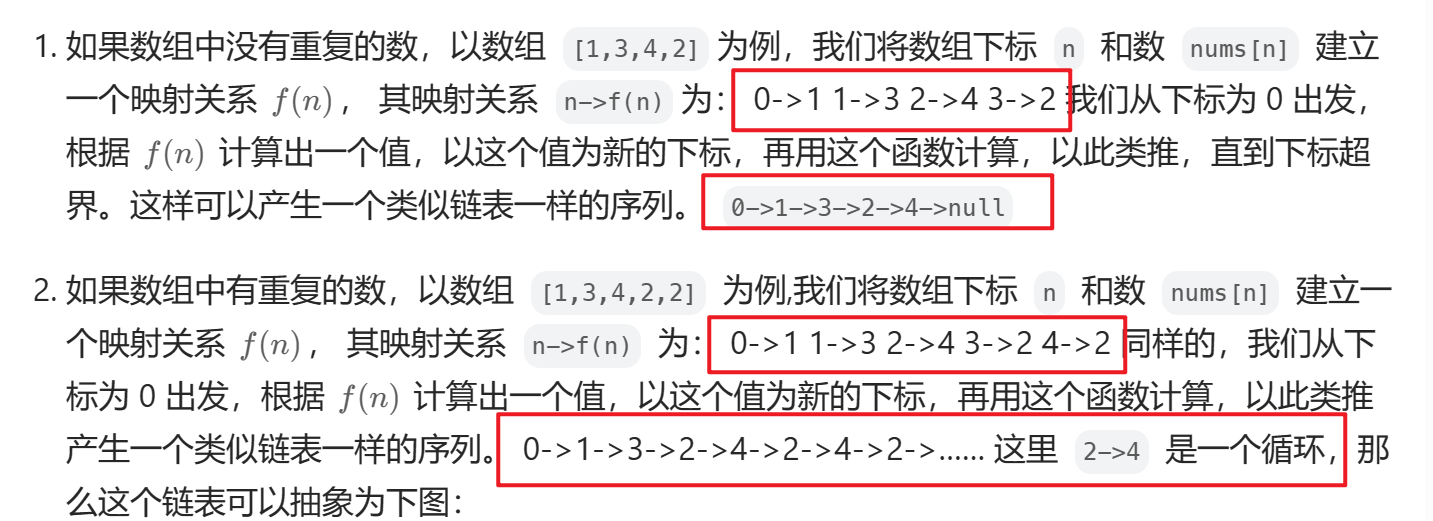 1. 如果数组中没有重复的数，以数组 [1,3,4,2] 为例，我们将数组下标 n 和数 nums[n] 建立
一个映射关系 f(n)， 其映射关系 n->f(n) 为： 0->1 1->3 2->4 3->2 我们从下标为 0 出发，
根据 f(n) 计算出一个值，以这个值为新的下标，再用这个函数计算，以此类推，直到下标超
界。这样可以产生一个类似链表一样的序列。 0->1->3->2->4->null
2. 如果数组中有重复的数，以数组 [1,3,4,2,2] 为例,我们将数组下标 n 和数 nums[n] 建立一
个映射关系 f(n)， 其映射关系 n->f(n) 为： 0->1 1->3 2->4 3->2 4->2 同样的，我们从下
标为 0 出发，根据 f(n) 计算出一个值，以这个值为新的下标，再用这个函数计算，以此类推
产生一个类似链表一样的序列。 0->1->3->2->4->2->4->2->…… 这里 2->4 是一个循环，那
么这个链表可以抽象为下图：